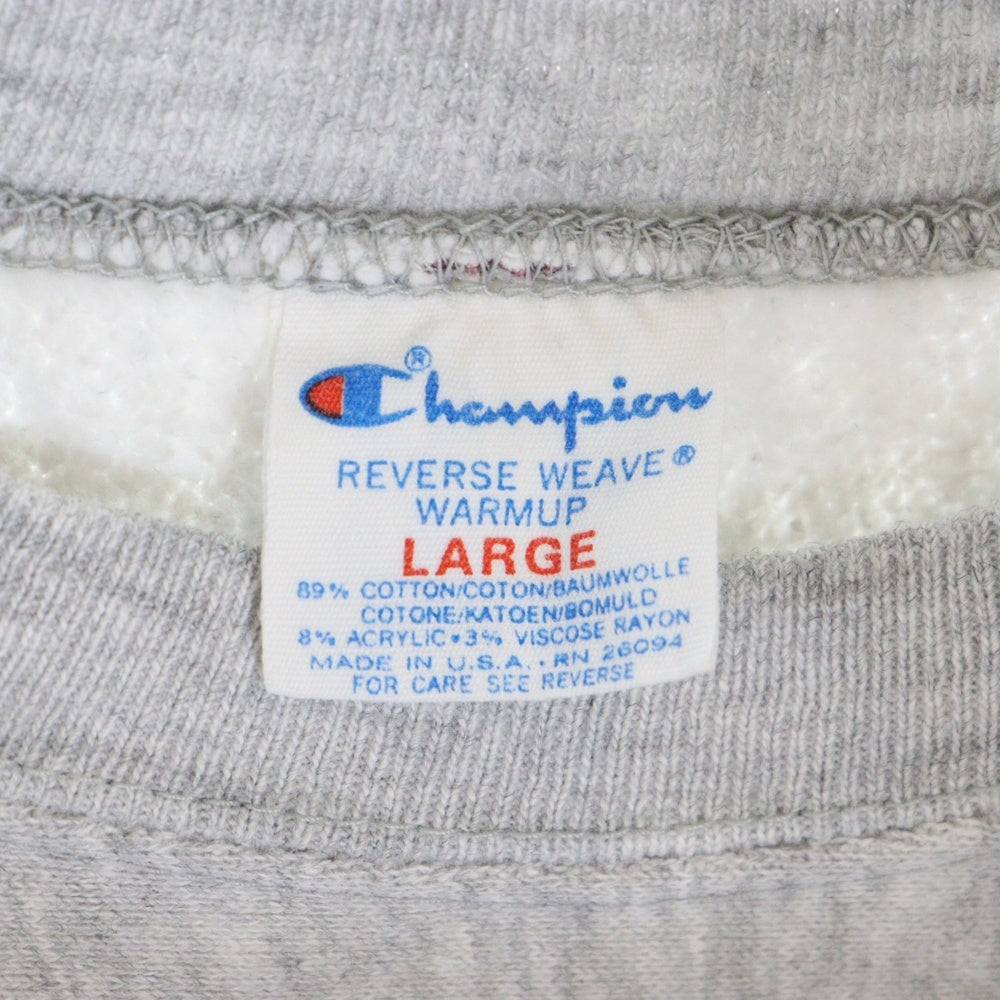 Champion®
REVERSE WEAVE®
WARMUP
LARGE
89% COTTON/COTON/BAUMWOLLE
COTONE/KATOEN/BOMULD
8% ACRYLIC • 3% VISCOSE RAYON
MADE IN U.S.A. • RN 26094
FOR CARE SEE REVERSE